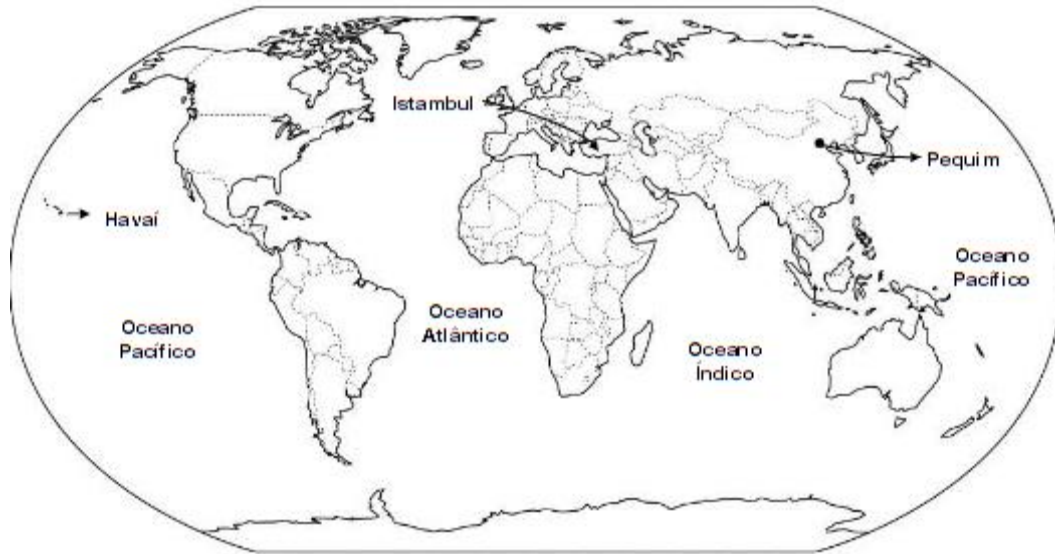 Istambul
Pequim
Havaí
Oceano
Pacífico
Oceano
Atlântico
Oceano
Pacífico
Oceano
Índico